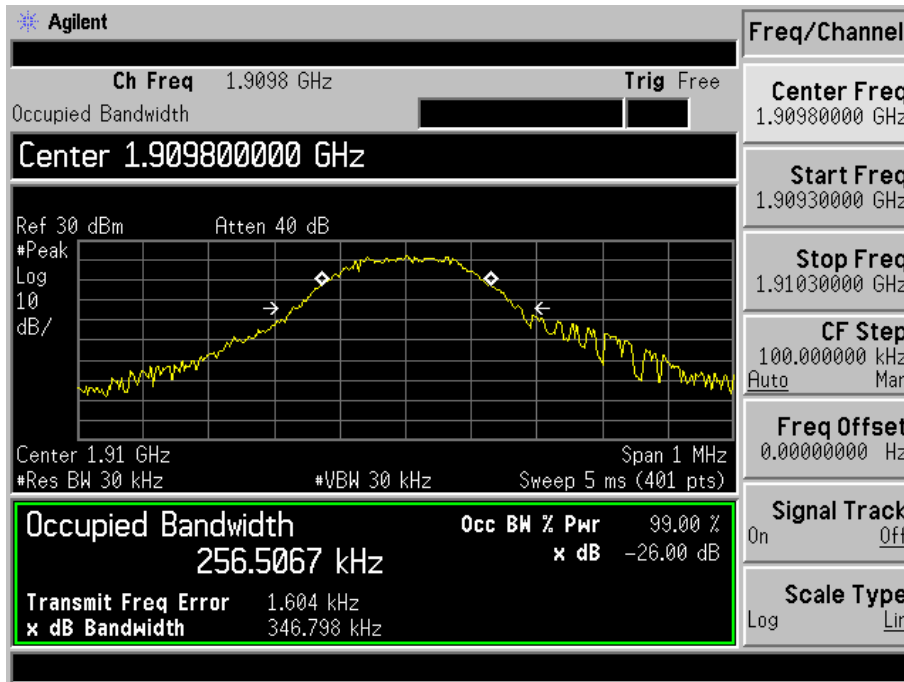 Agilent
Freq/Channel
Ch Freq 1.9098 GHz Trig Free
Occupied Bandwidth
Center 1.909800000 GHz
Ref 30 dBm Atten 40 dB
#Peak
Log
10
dB/
Center 1.91 GHz Span 1 MHz
#Res BW 30 kHz #VBW 30 kHz Sweep 5 ms (401 pts)
Occupied Bandwidth
256.5067 kHz
Occ BW % Pwr 99.00 %
x dB -26.00 dB
Transmit Freq Error 1.604 kHz
x dB Bandwidth 346.798 kHz
Center Freq
1.90980000 GHz
Start Freq
1.90930000 GHz
Stop Freq
1.91030000 GHz
CF Step
100.000000 kHz
Auto Man
Freq Offset
0.00000000 Hz
Signal Track
On Off
Scale Type
Log Lin